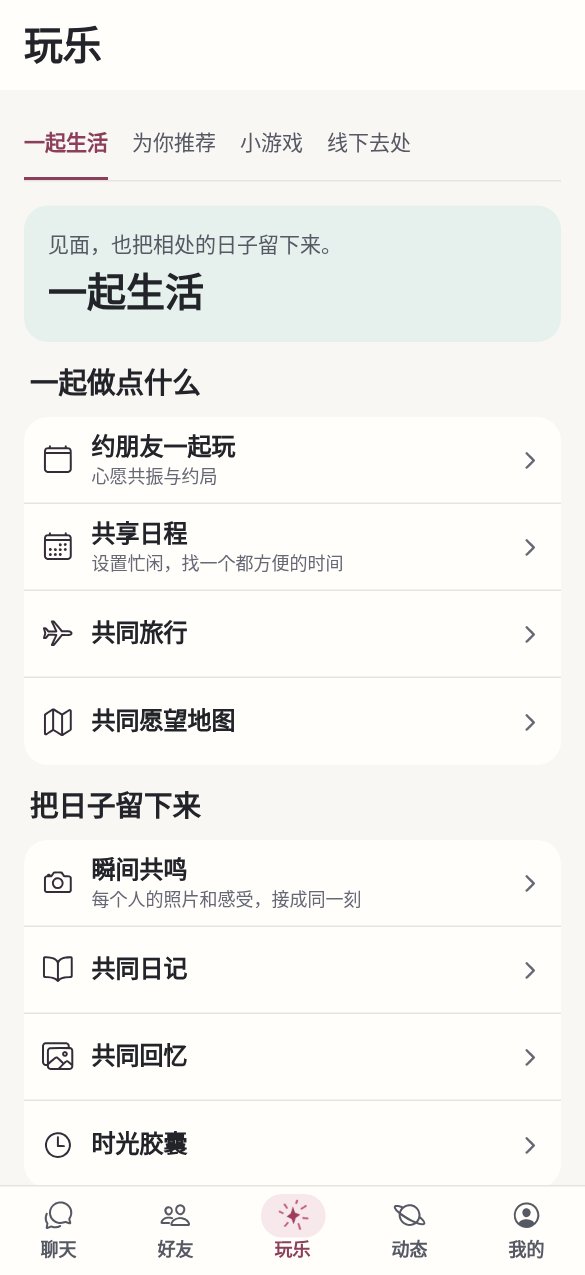 玩乐
一起生活 为你推荐 小游戏 线下去处
见面，也把相处的日子留下来。
一起生活
一起做点什么
约朋友一起玩
心愿共振与约局
共享日程
设置忙闲，找一个都方便的时间
共同旅行
共同愿望地图
把日子留下来
瞬间共鸣
每个人的照片和感受，接成同一刻
共同日记
共同回忆
时光胶囊
聊天 好友 玩乐 动态 我的